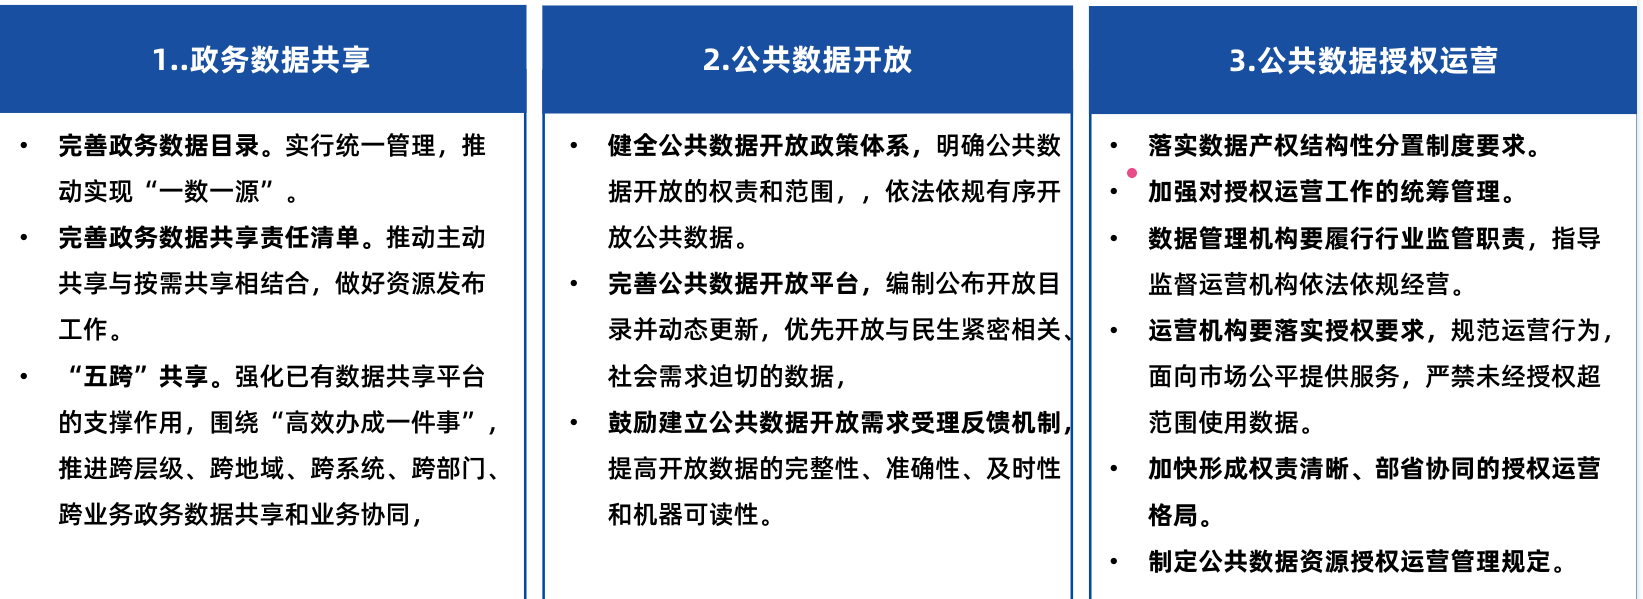 1..政务数据共享
• 完善政务数据目录。实行统一管理，推
动实现“一数一源”。
• 完善政务数据共享责任清单。推动主动
共享与按需共享相结合，做好资源发布
工作。
• “五跨”共享。强化已有数据共享平台
的支撑作用，围绕“高效办成一件事”，
推进跨层级、跨地域、跨系统、跨部门、
跨业务政务数据共享和业务协同，
2.公共数据开放
• 健全公共数据开放政策体系，明确公共数
据开放的权责和范围，，依法依规有序开
放公共数据。
• 完善公共数据开放平台，编制公布开放目
录并动态更新，优先开放与民生紧密相关、
社会需求迫切的数据，
• 鼓励建立公共数据开放需求受理反馈机制，
提高开放数据的完整性、准确性、及时性
和机器可读性。
3.公共数据授权运营
• 落实数据产权结构性分置制度要求。
• 加强对授权运营工作的统筹管理。
• 数据管理机构要履行行业监管职责，指导
监督运营机构依法依规经营。
• 运营机构要落实授权要求，规范运营行为，
面向市场公平提供服务，严禁未经授权超
范围使用数据。
• 加快形成权责清晰、部省协同的授权运营
格局。
• 制定公共数据资源授权运营管理规定。